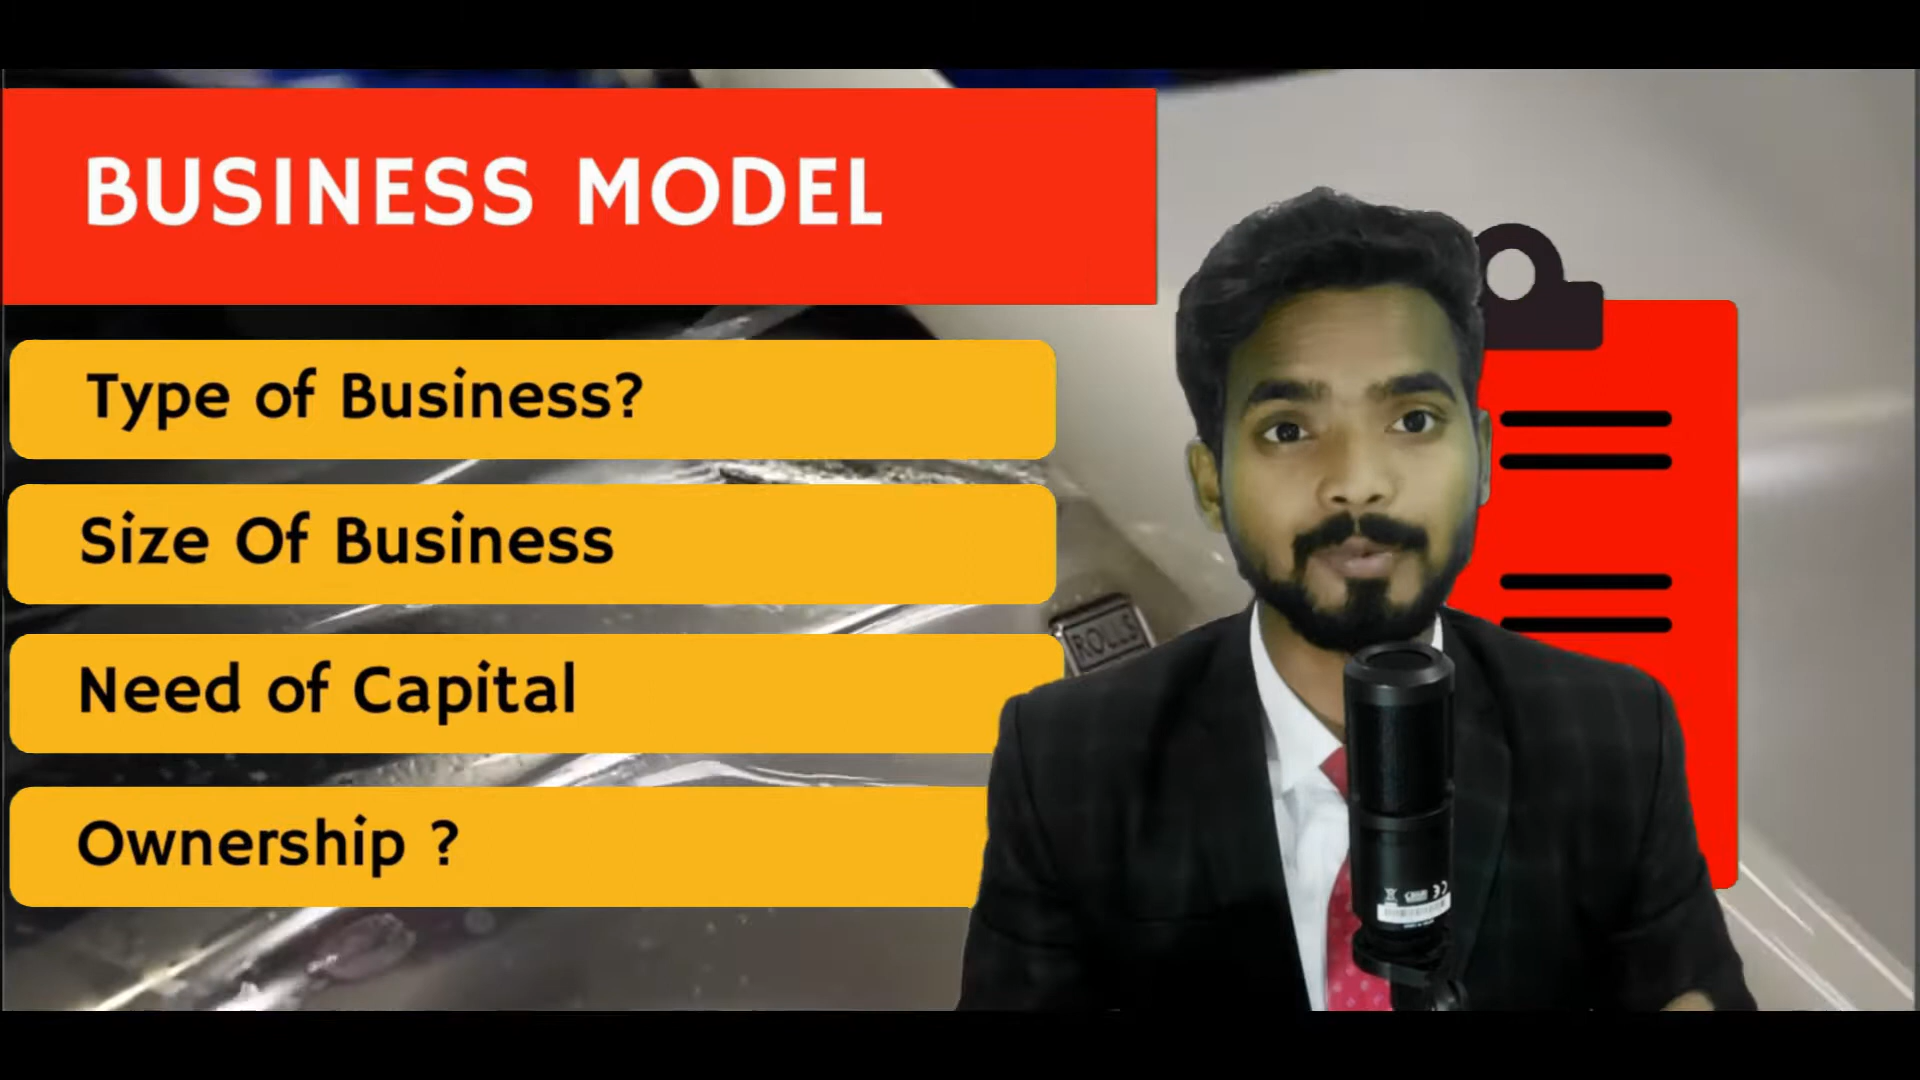 BUSINESS MODEL
Type of Business?
Size Of Business
Need of Capital
Ownership ?
ROLLS